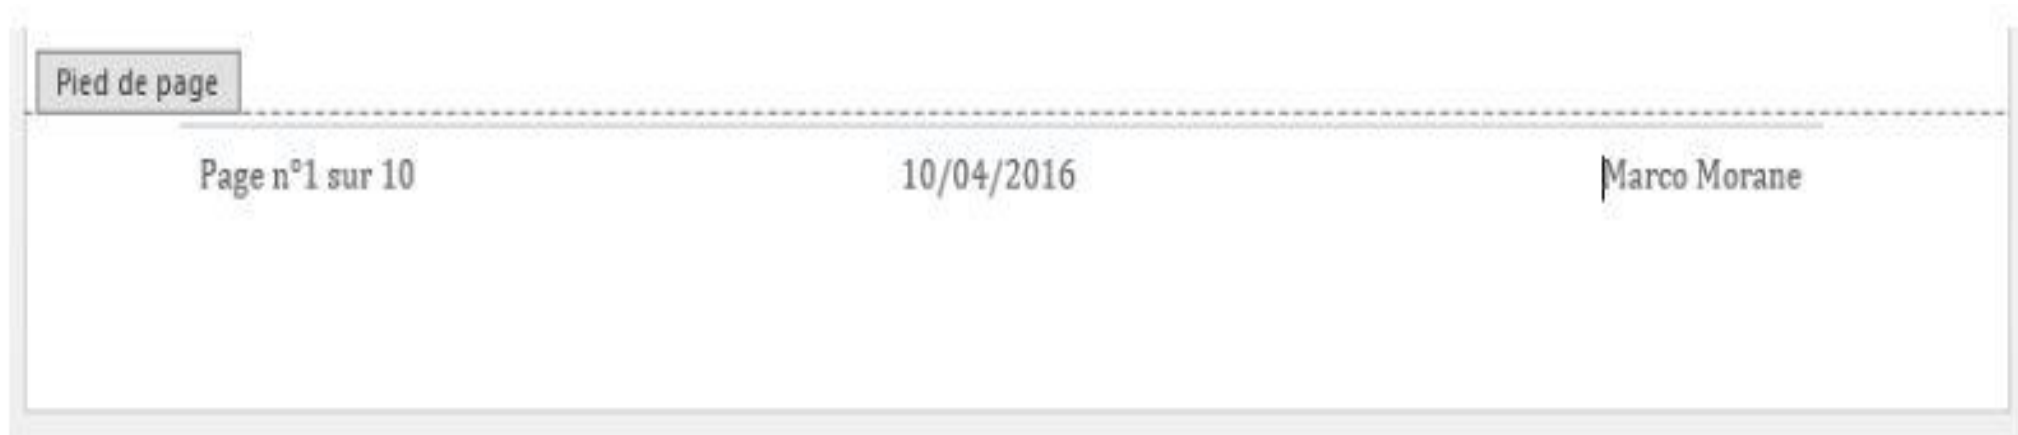 Pied de page
Page n°1 sur 10 10/04/2016 Marco Morane